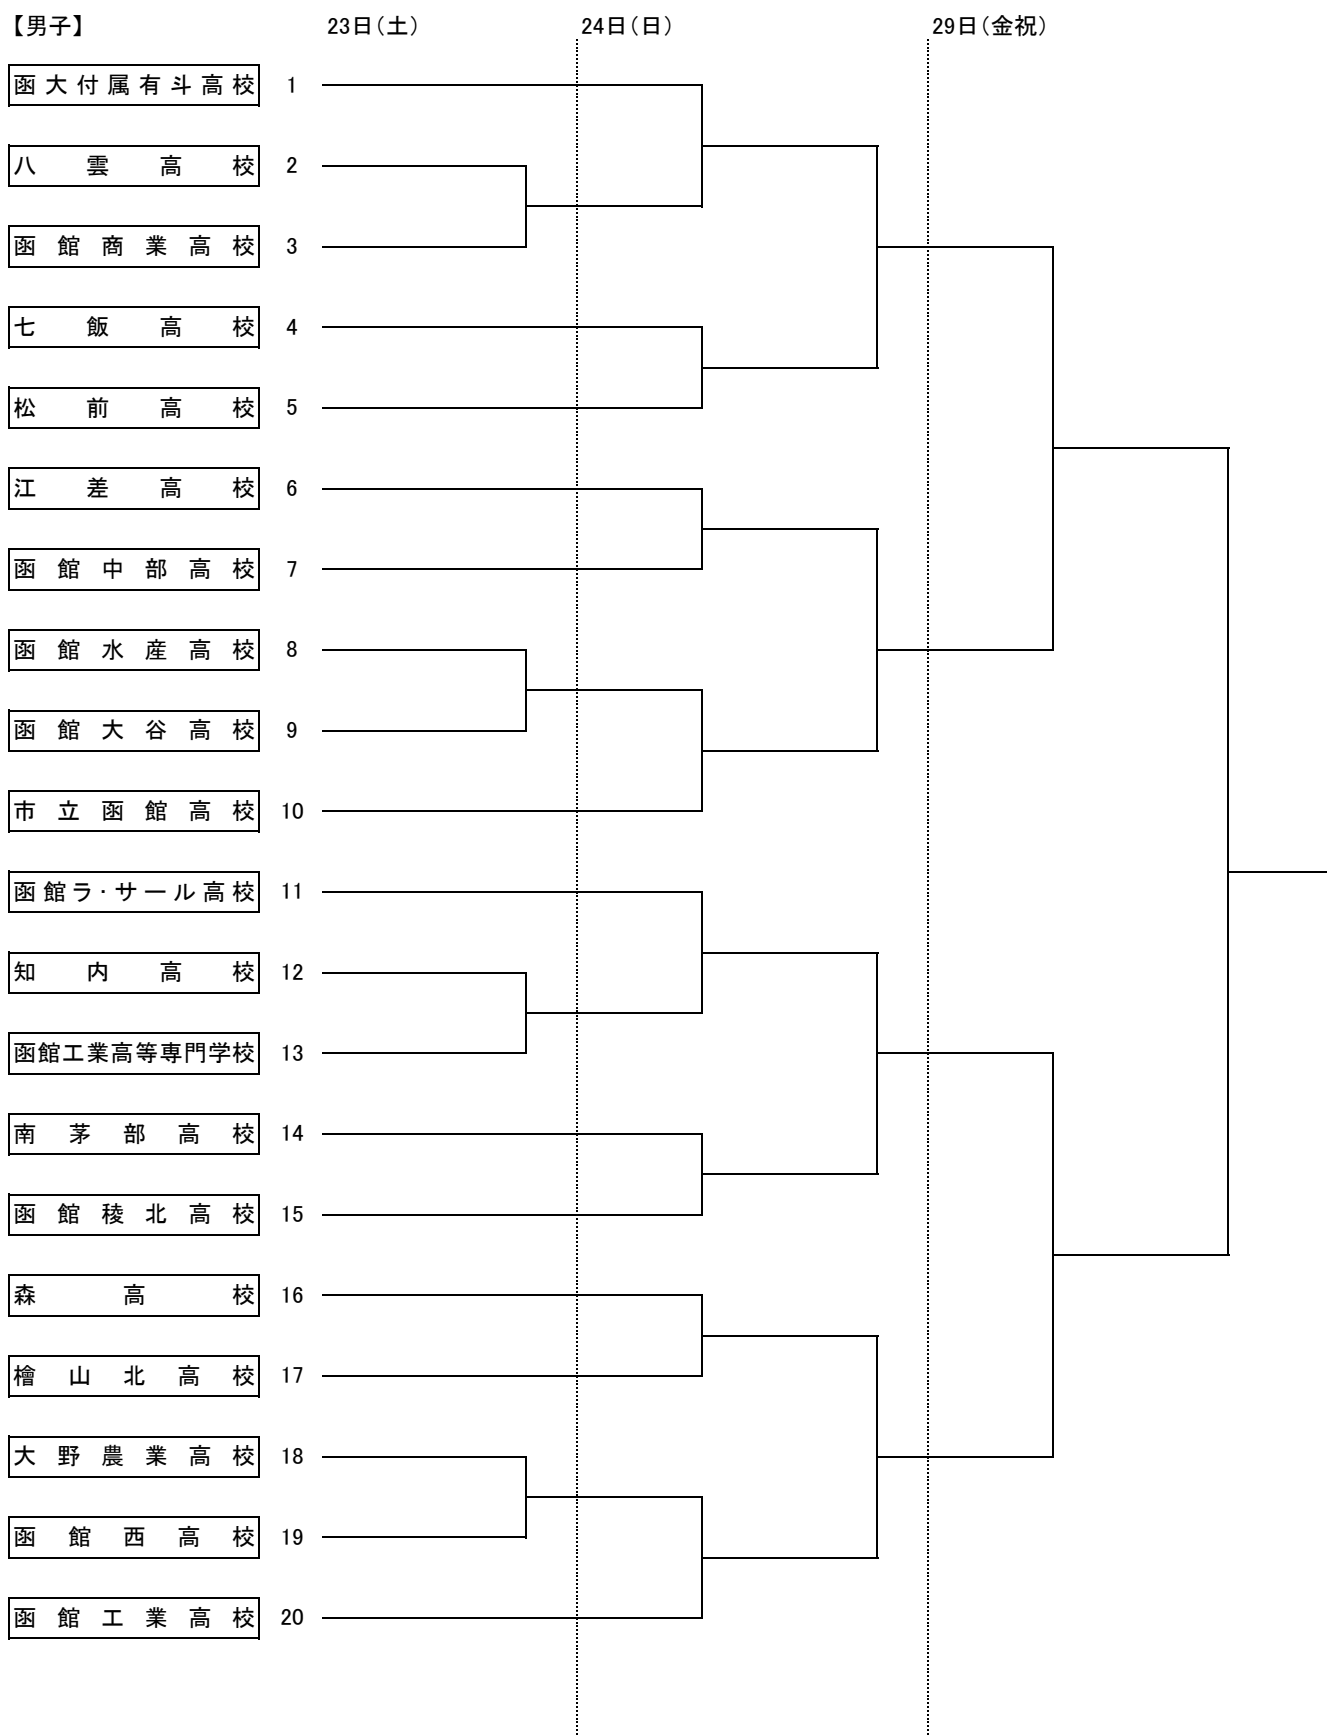 【男子】 23日(土) 24日(日) 29日(金祝)
函大付属有斗高校 1
八雲高校 2
函館商業高校 3
七飯高校 4
松前高校 5
江差高校 6
函館中部高校 7
函館水産高校 8
函館大谷高校 9
市立函館高校 10
函館ラ・サール高校 11
知内高校 12
函館工業高等専門学校 13
南茅部高校 14
函館稜北高校 15
森高校 16
檜山北高校 17
大野農業高校 18
函館西高校 19
函館工業高校 20